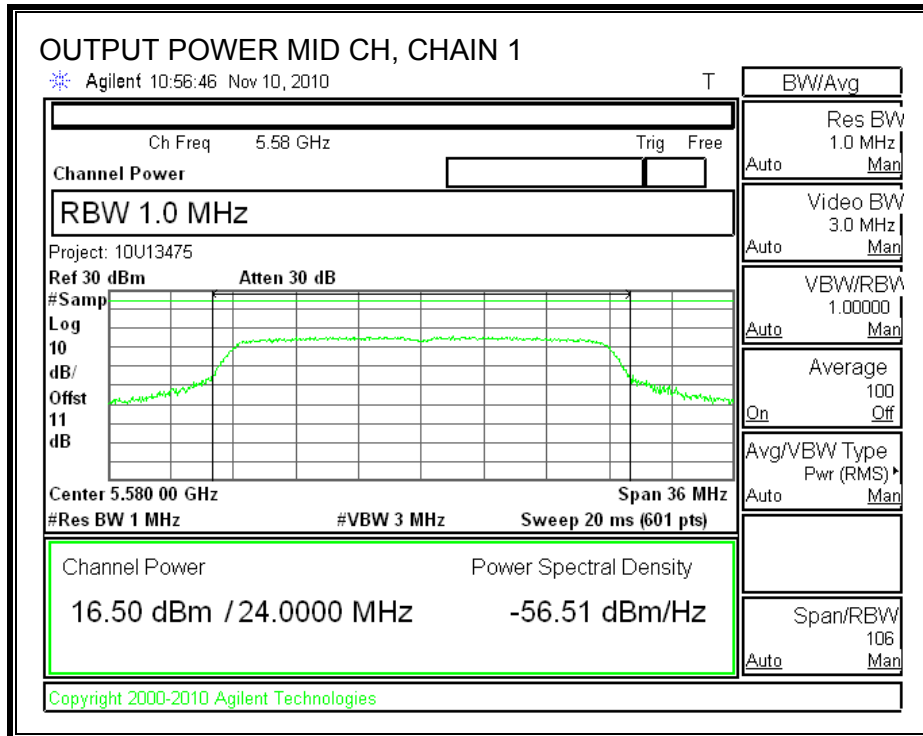 OUTPUT POWER MID CH, CHAIN 1
Agilent 10:56:46 Nov 10, 2010 T
BW/Avg
Ch Freq 5.58 GHz Trig Free
Channel Power
RBW 1.0 MHz
Project: 10U13475
Ref 30 dBm Atten 30 dB
#Samp
Log
10
dB/
Offst
11
dB
Center 5.580 00 GHz Span 36 MHz
#Res BW 1 MHz #VBW 3 MHz Sweep 20 ms (601 pts)
Channel Power Power Spectral Density
16.50 dBm / 24.0000 MHz -56.51 dBm/Hz
Copyright 2000-2010 Agilent Technologies
Res BW
1.0 MHz
Auto Man
Video BW
3.0 MHz
Auto Man
VBW/RBW
1.00000
Auto Man
Average
100
On Off
Avg/VBW Type
Pwr (RMS)
Auto Man
Span/RBW
106
Auto Man